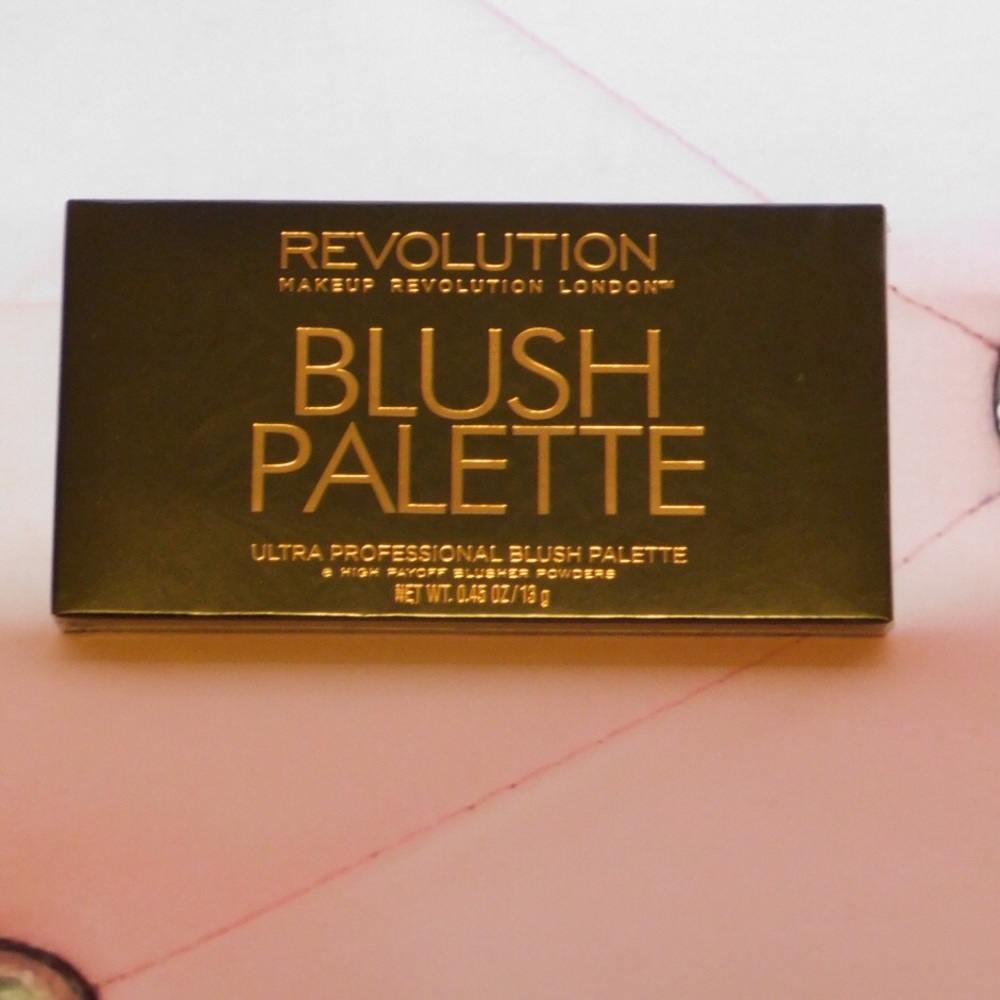 REVOLUTION
MAKEUP REVOLUTION LONDON™
BLUSH
PALETTE
ULTRA PROFESSIONAL BLUSH PALETTE
8 HIGH PAYOFF BLUSHER POWDERS
NET WT. 0.45 OZ/13 g